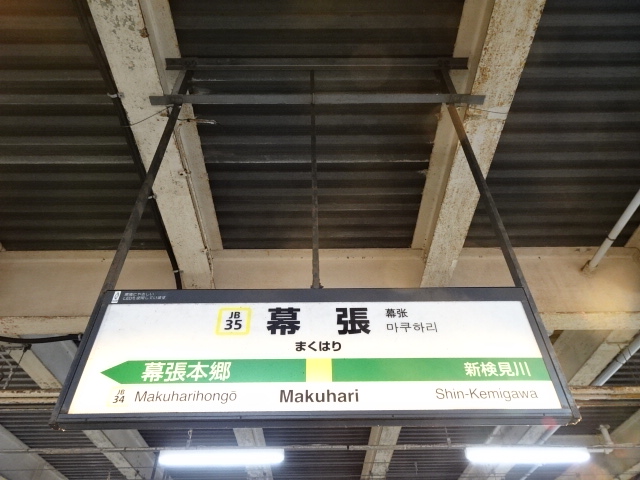 JB
35
幕張
幕张
마쿠하리
まくはり
幕張本郷
新検見川
JB
34
Makuharihongō
Makuhari
Shin-Kemigawa